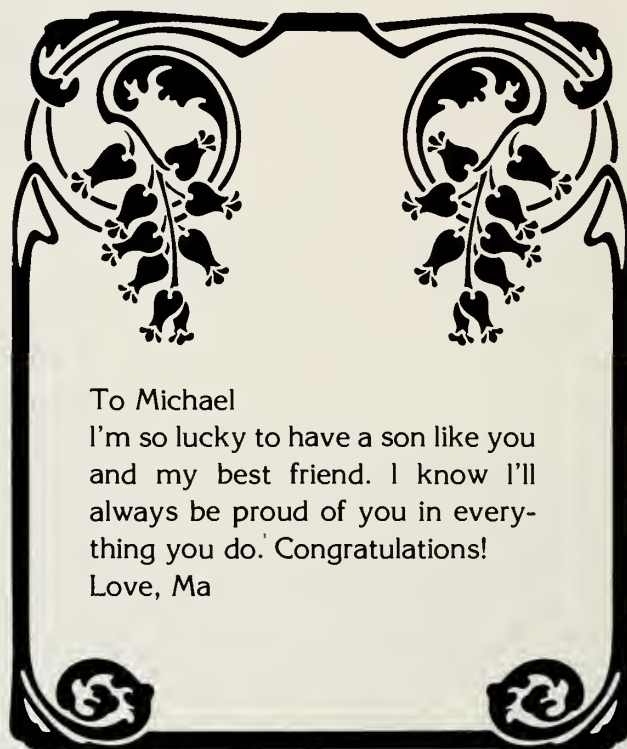 To Michael
I'm so lucky to have a son like you
and my best friend. I know I'll
always be proud of you in every-
thing you do. Congratulations!
Love, Ma